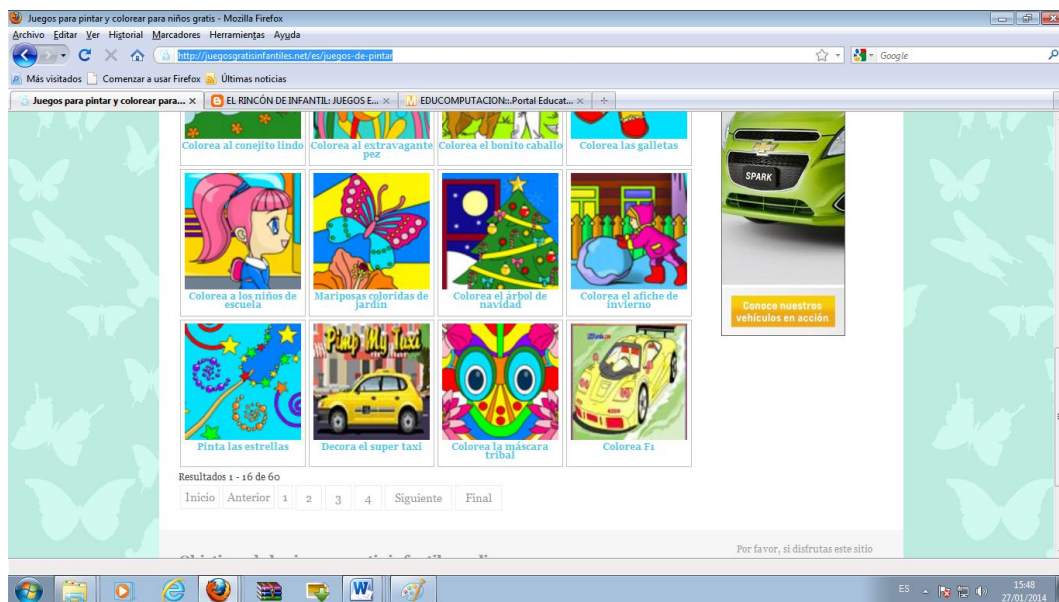 Juegos para pintar y colorear para niños gratis - Mozilla Firefox
Archivo Editar Ver Historial Marcadores Herramientas Ayuda
http://juegosgratisinfantiles.net/es/juegos-de-pintar
Google
Más visitados Comenzar a usar Firefox Últimas noticias
Juegos para pintar y colorear para...
EL RINCÓN DE INFANTIL: JUEGOS E...
EDUCOMPUTACION::.Portal Educat...
Colorea al conejito lindo
Colorea al extravagante
pez
Colorea el bonito caballo
Colorea las galletas
SPARK
Colorea a los niños de
escuela
Mariposas coloridas de
jardín
Colorea el árbol de
navidad
Colorea el afiche de
invierno
Conoce nuestros
vehículos en acción
Pimp My Taxi
Pinta las estrellas
Decora el super taxi
Colorea la máscara
tribal
Colorea F1
Resultados 1 - 16 de 60
Inicio Anterior 1 2 3 4 Siguiente Final
Por favor, si disfrutas este sitio
ES
15:48
27/01/2014